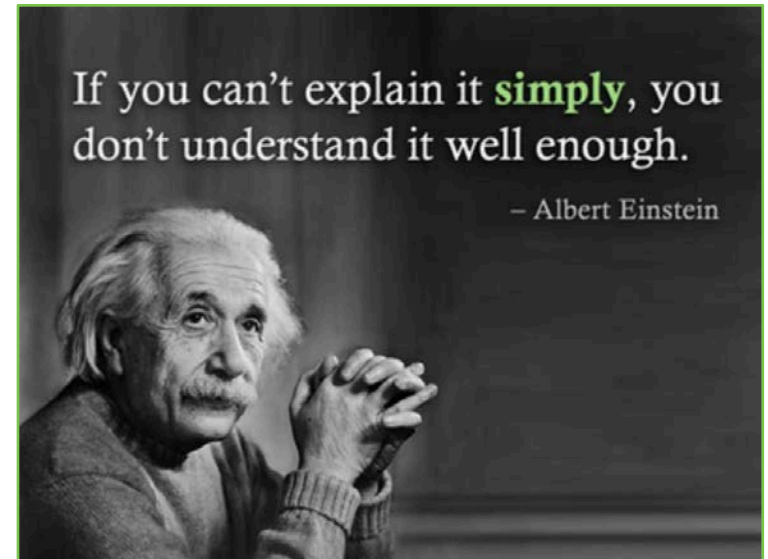 If you can’t explain it simply, you
don’t understand it well enough.
– Albert Einstein